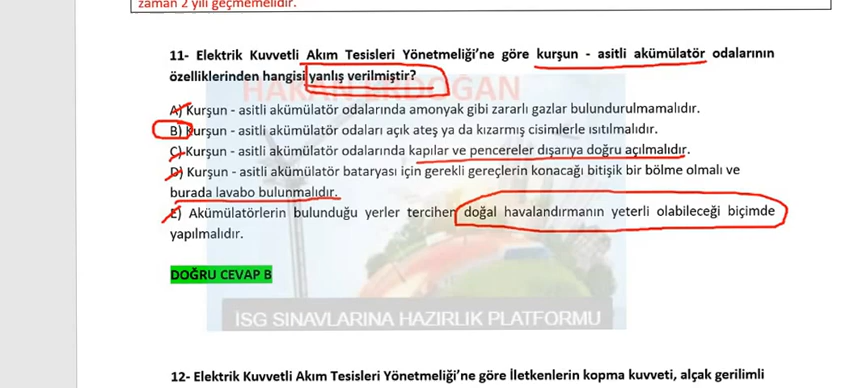 zaman 2 yılı geçmemelidir.
11- Elektrik Kuvvetli Akım Tesisleri Yönetmeliği'ne göre kurşun - asitli akümülatör odalarının
özelliklerinden hangisi yanlış verilmiştir?
HAKAN ERDOGAN
A) Kurşun - asitli akümülatör odalarında amonyak gibi zararlı gazlar bulundurulmamalıdır.
B) Kurşun - asitli akümülatör odaları açık ateş ya da kızarmış cisimlerle ısıtılmalıdır.
C) Kurşun - asitli akümülatör odalarında kapılar ve pencereler dışarıya doğru açılmalıdır.
D) Kurşun - asitli akümülatör bataryası için gerekli gereçlerin konacağı bitişik bir bölme olmalı ve
burada lavabo bulunmalıdır.
E) Akümülatörlerin bulunduğu yerler tercihen doğal havalandırmanın yeterli olabileceği biçimde
yapılmalıdır.
DOĞRU CEVAP B
İSG SINAVLARINA HAZIRLIK PLATFORMU
12- Elektrik Kuvvetli Akım Tesisleri Yönetmeliği'ne göre İletkenlerin kopma kuvveti, alçak gerilimli